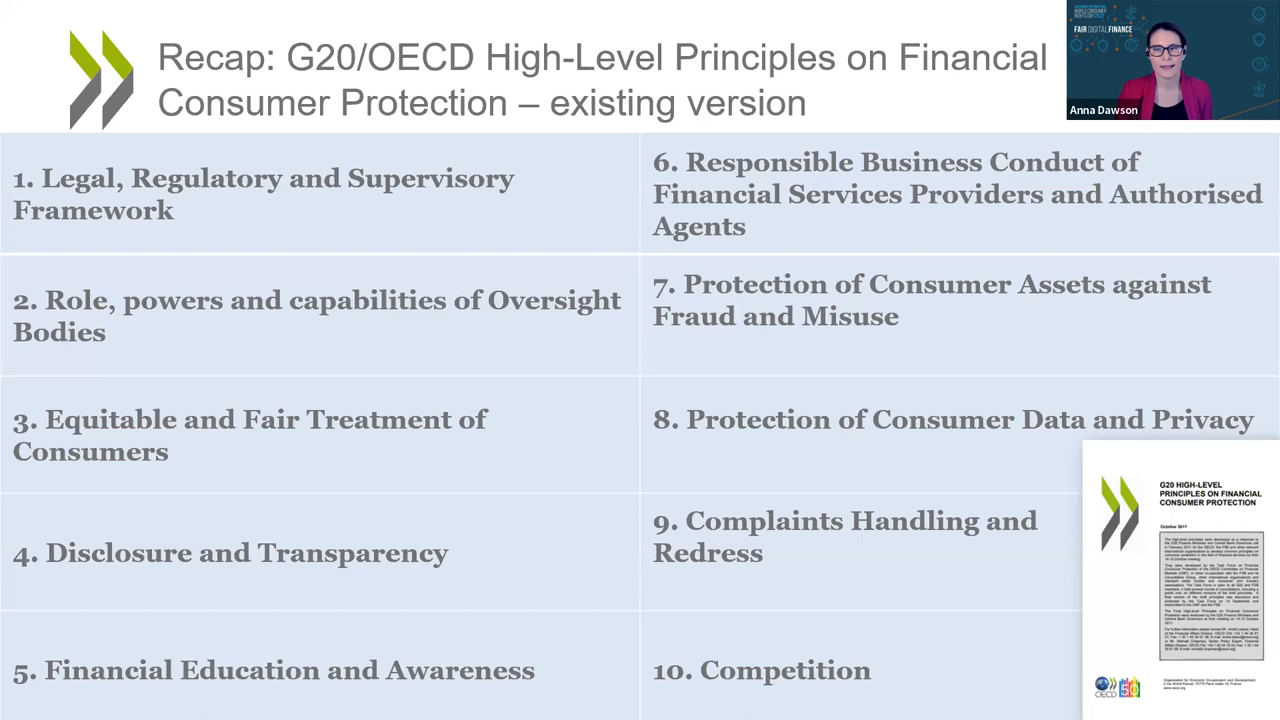 Recap: G20/OECD High-Level Principles on Financial
Consumer Protection – existing version
FAIR DIGITAL FINANCE
Anna Dawson
1. Legal, Regulatory and Supervisory
Framework
6. Responsible Business Conduct of
Financial Services Providers and Authorised
Agents
2. Role, powers and capabilities of Oversight
Bodies
7. Protection of Consumer Assets against
Fraud and Misuse
3. Equitable and Fair Treatment of
Consumers
8. Protection of Consumer Data and Privacy
4. Disclosure and Transparency
9. Complaints Handling and
Redress
5. Financial Education and Awareness
10. Competition
G20 HIGH-LEVEL
PRINCIPLES ON FINANCIAL
CONSUMER PROTECTION
October 2011
OECD